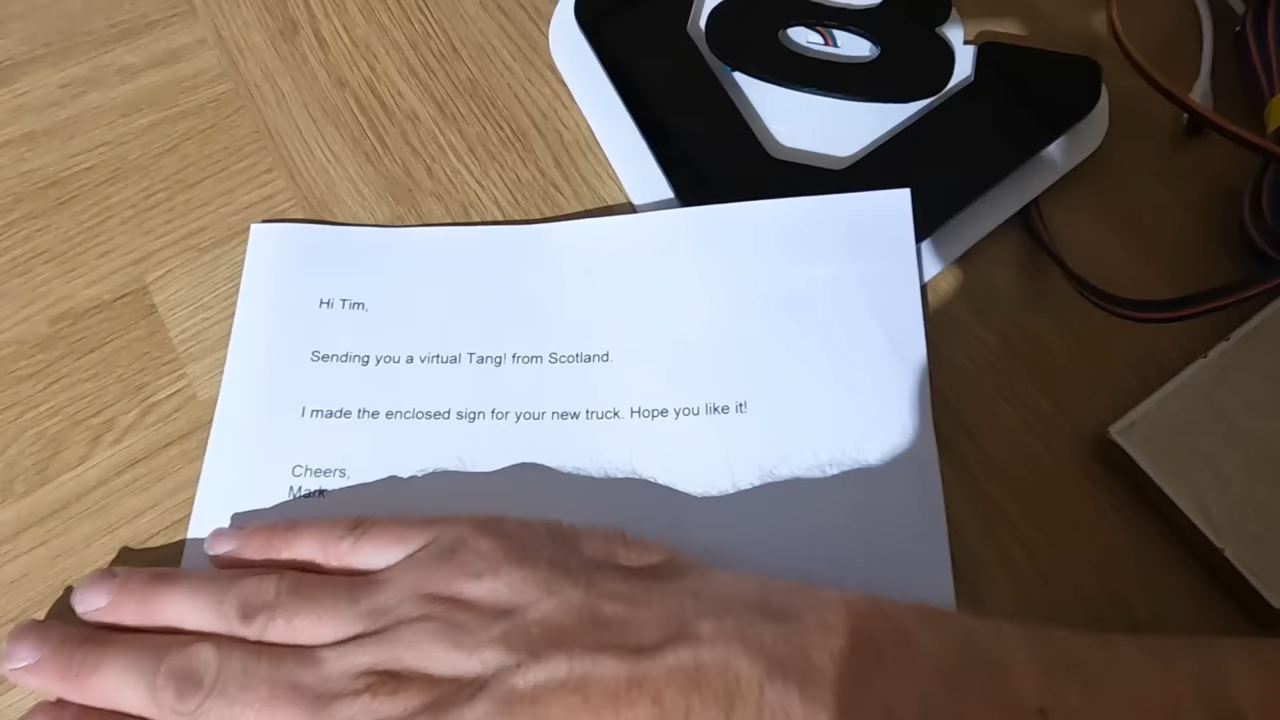 Hi Tim,
Sending you a virtual Tang! from Scotland.
I made the enclosed sign for your new truck. Hope you like it!
Cheers,
Mark